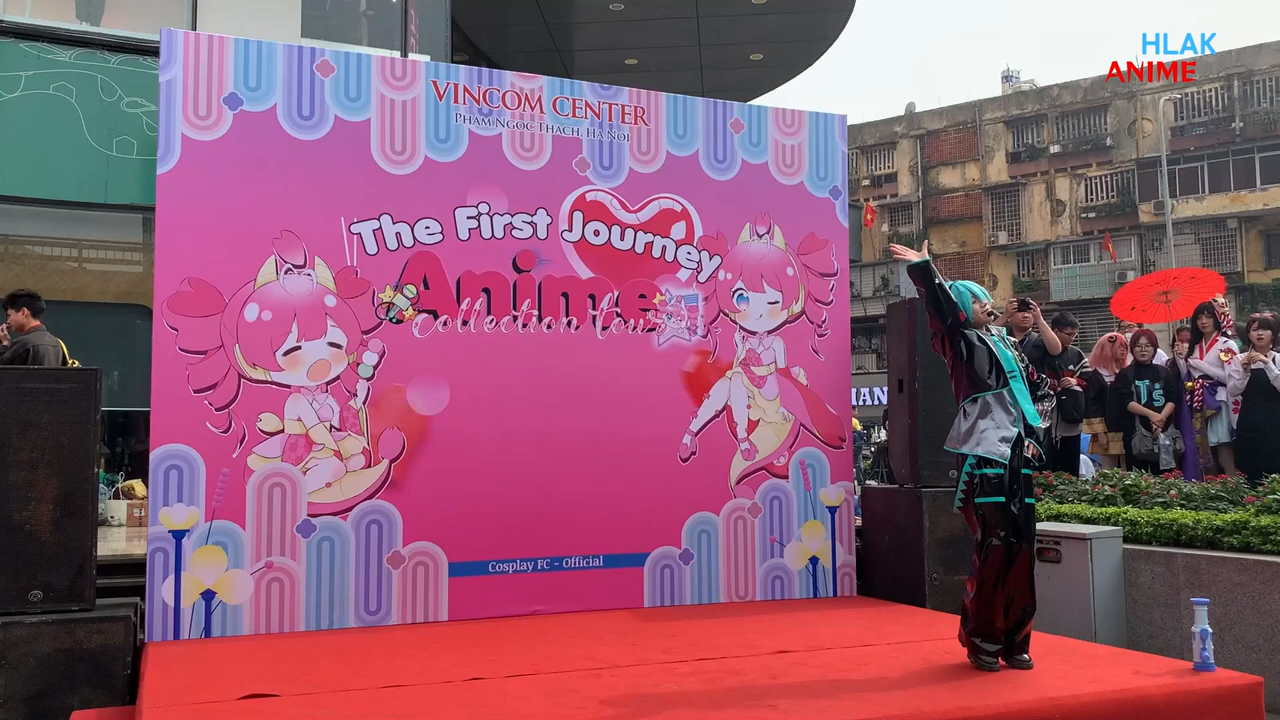 HLAK
ANIME
VINCOM CENTER
PHAM NGOC THACH, HA NOI
The First Journey
Anime
Collection tour
Cosplay FC - Official
T's